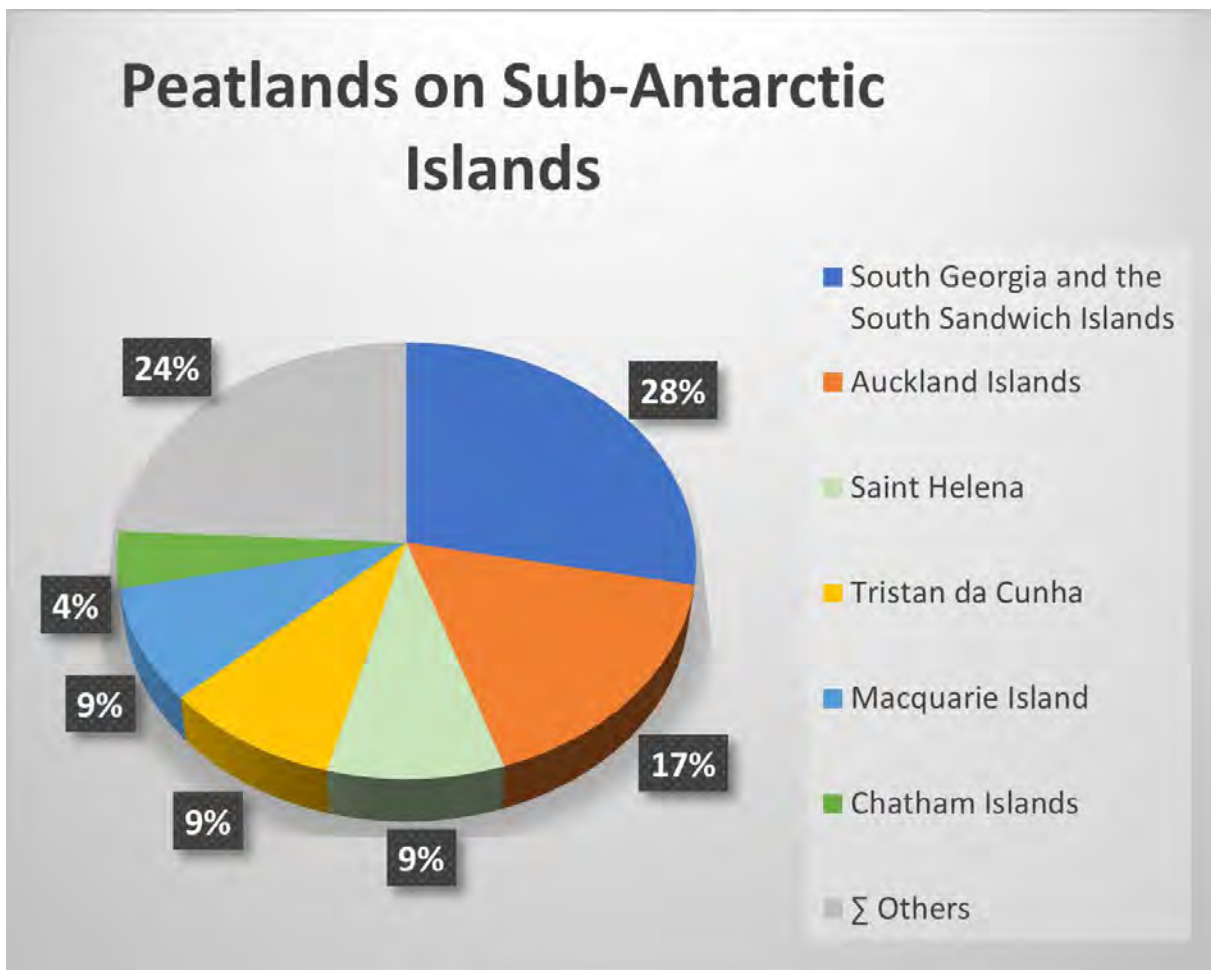 Peatlands on Sub-Antarctic
Islands
24%
28%
4%
9%
9%
9%
17%
South Georgia and the
South Sandwich Islands
Auckland Islands
Saint Helena
Tristan da Cunha
Macquarie Island
Chatham Islands
∑ Others